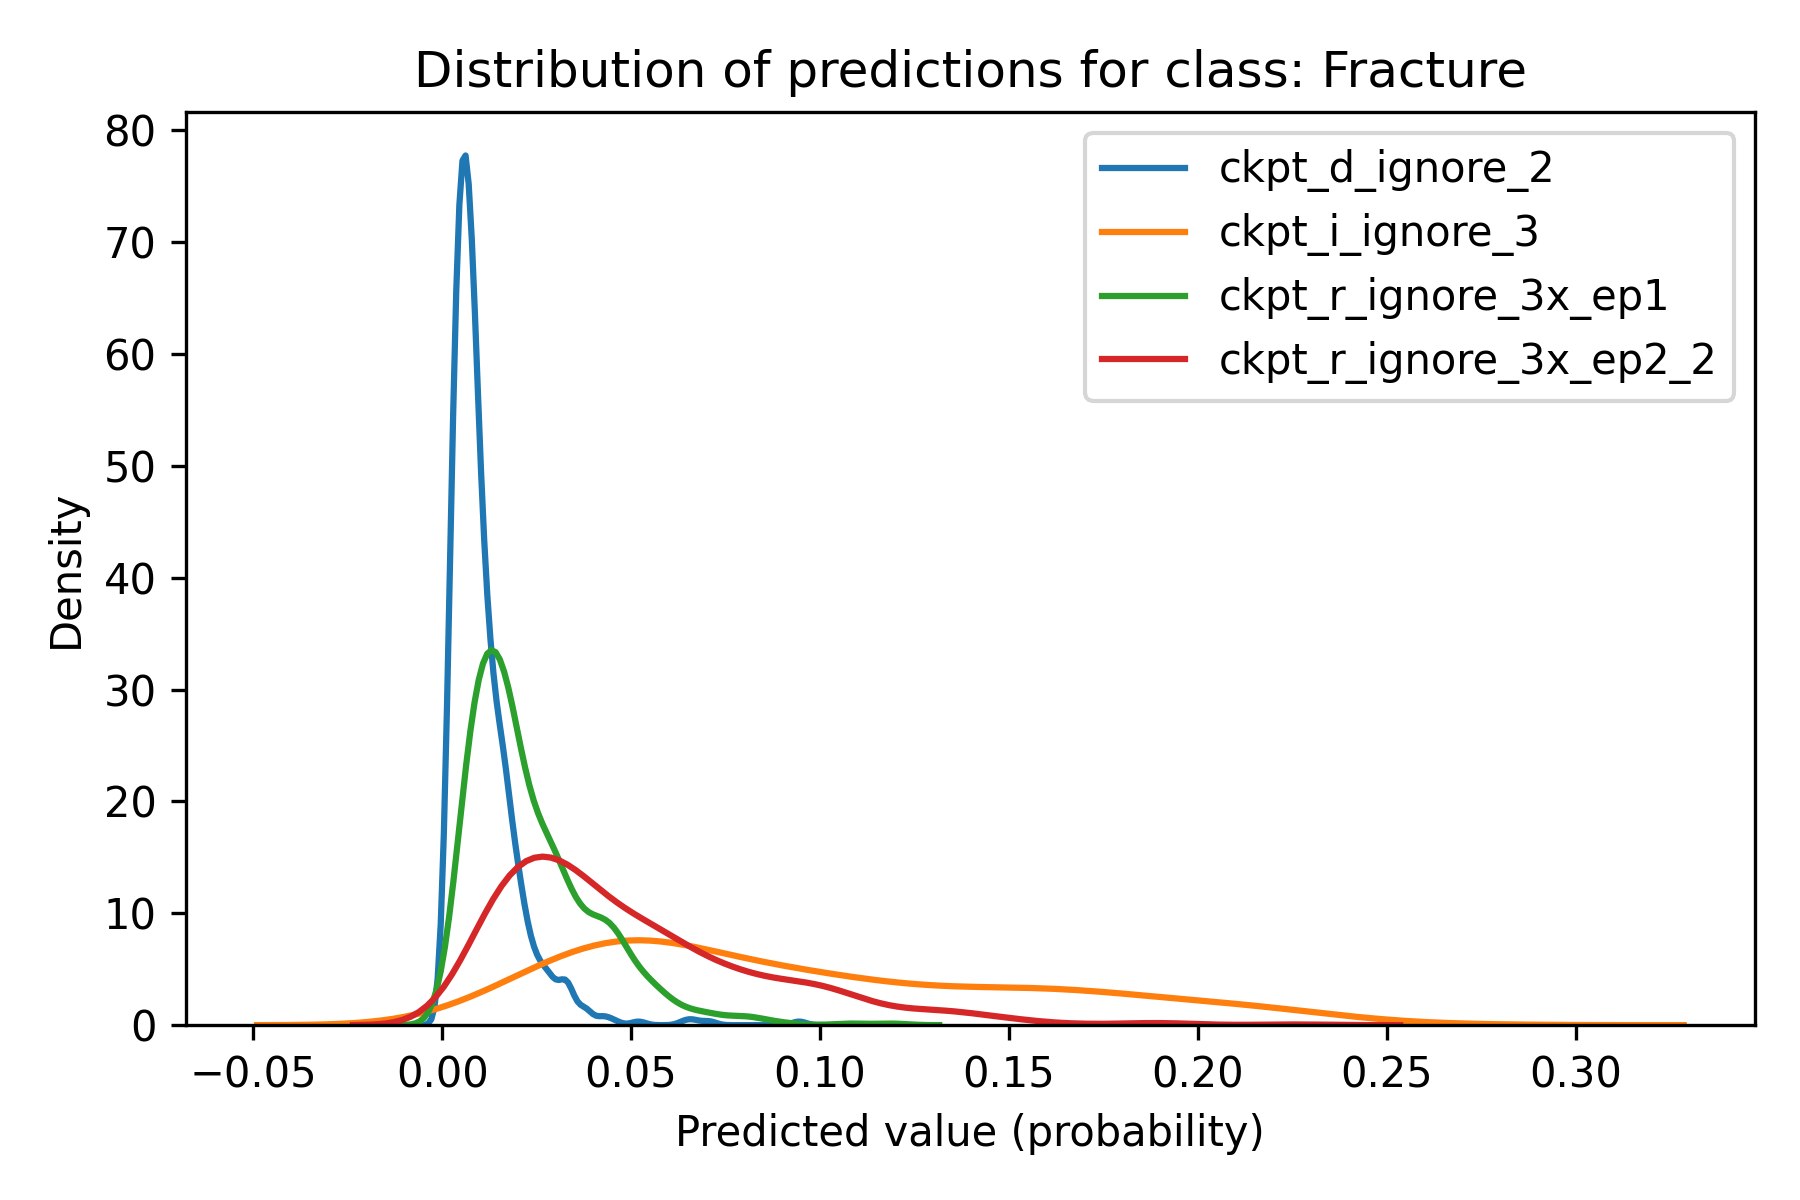 Distribution of predictions for class: Fracture
80
70
60
50
40
30
20
10
0
Density
ckpt_d_ignore_2
ckpt_i_ignore_3
ckpt_r_ignore_3x_ep1
ckpt_r_ignore_3x_ep2_2
−0.05 0.00 0.05 0.10 0.15 0.20 0.25 0.30
Predicted value (probability)